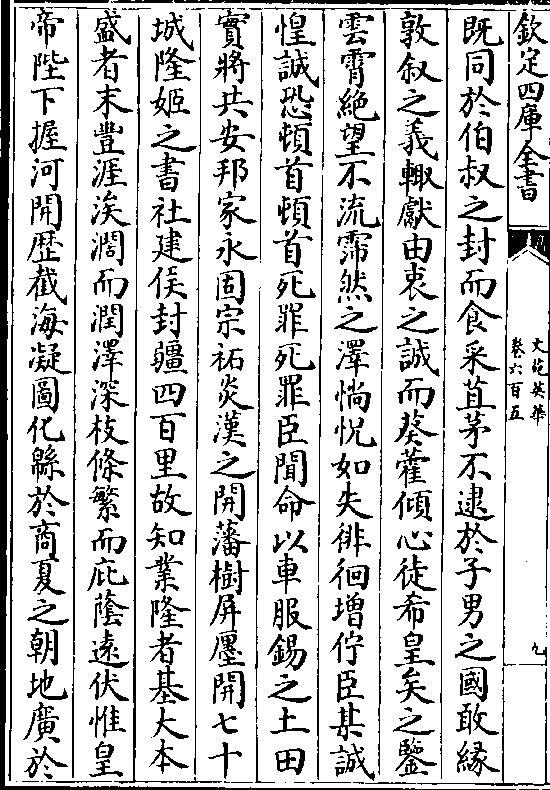 欽定四庫全書
文苑英華
卷六百五
九
既同於伯叔之封而食采苴茅不逮於子男之國敢緣
敦叙之義輙獻由衷之誠而葵藿傾心徒希皇矣之鑒
雲霄絶望不流霈然之澤惝怳如失徘徊增佇臣某誠
惶誠恐頓首頓首死罪死罪臣聞命以車服錫之土田
實將共安邦家永固宗祏炎漢之開藩樹屏壥開七十
城隆姬之書社建侯封疆四百里故知業隆者基大本
盛者末豐涯涘濶而潤澤深枝條繁而庇蔭遠伏惟皇
帝陛下握河開歴截海凝圖化緜於商夏之朝地廣於